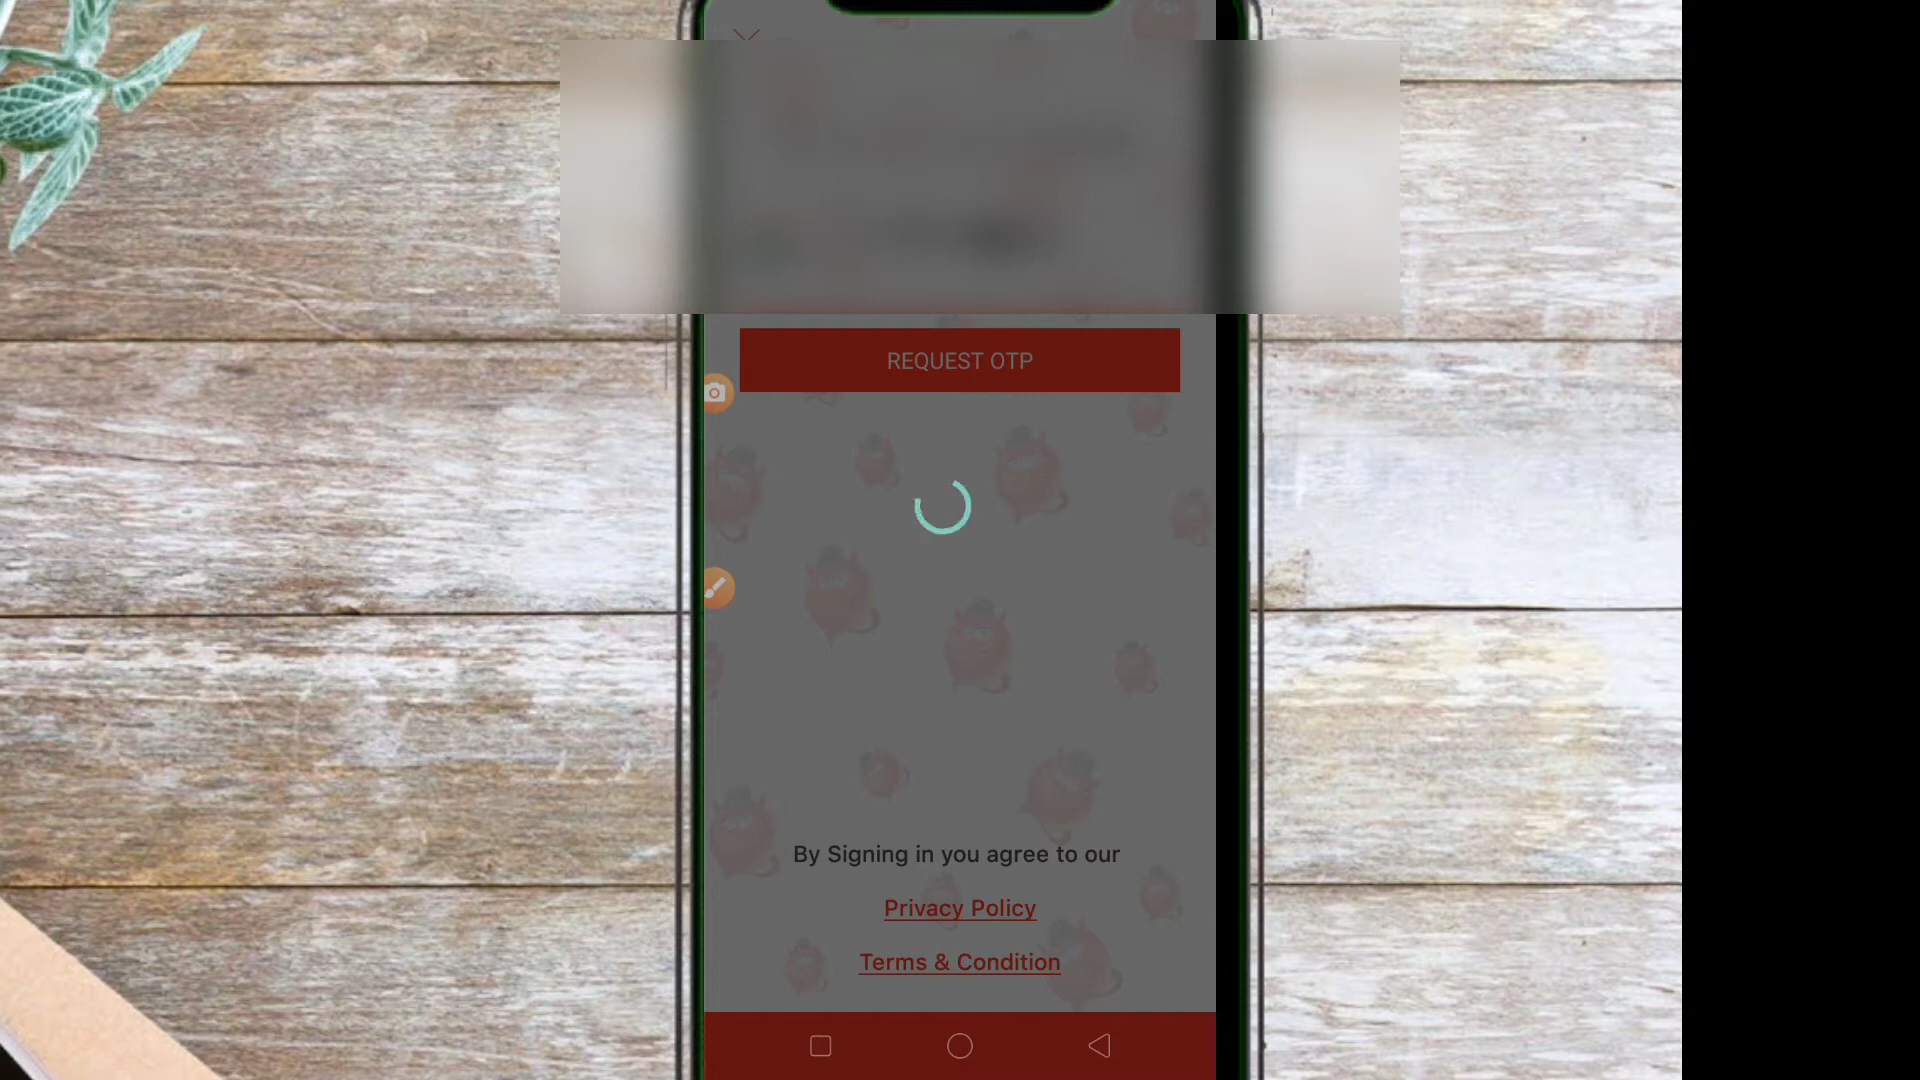 REQUEST OTP
By Signing in you agree to our
Privacy Policy
Terms & Condition